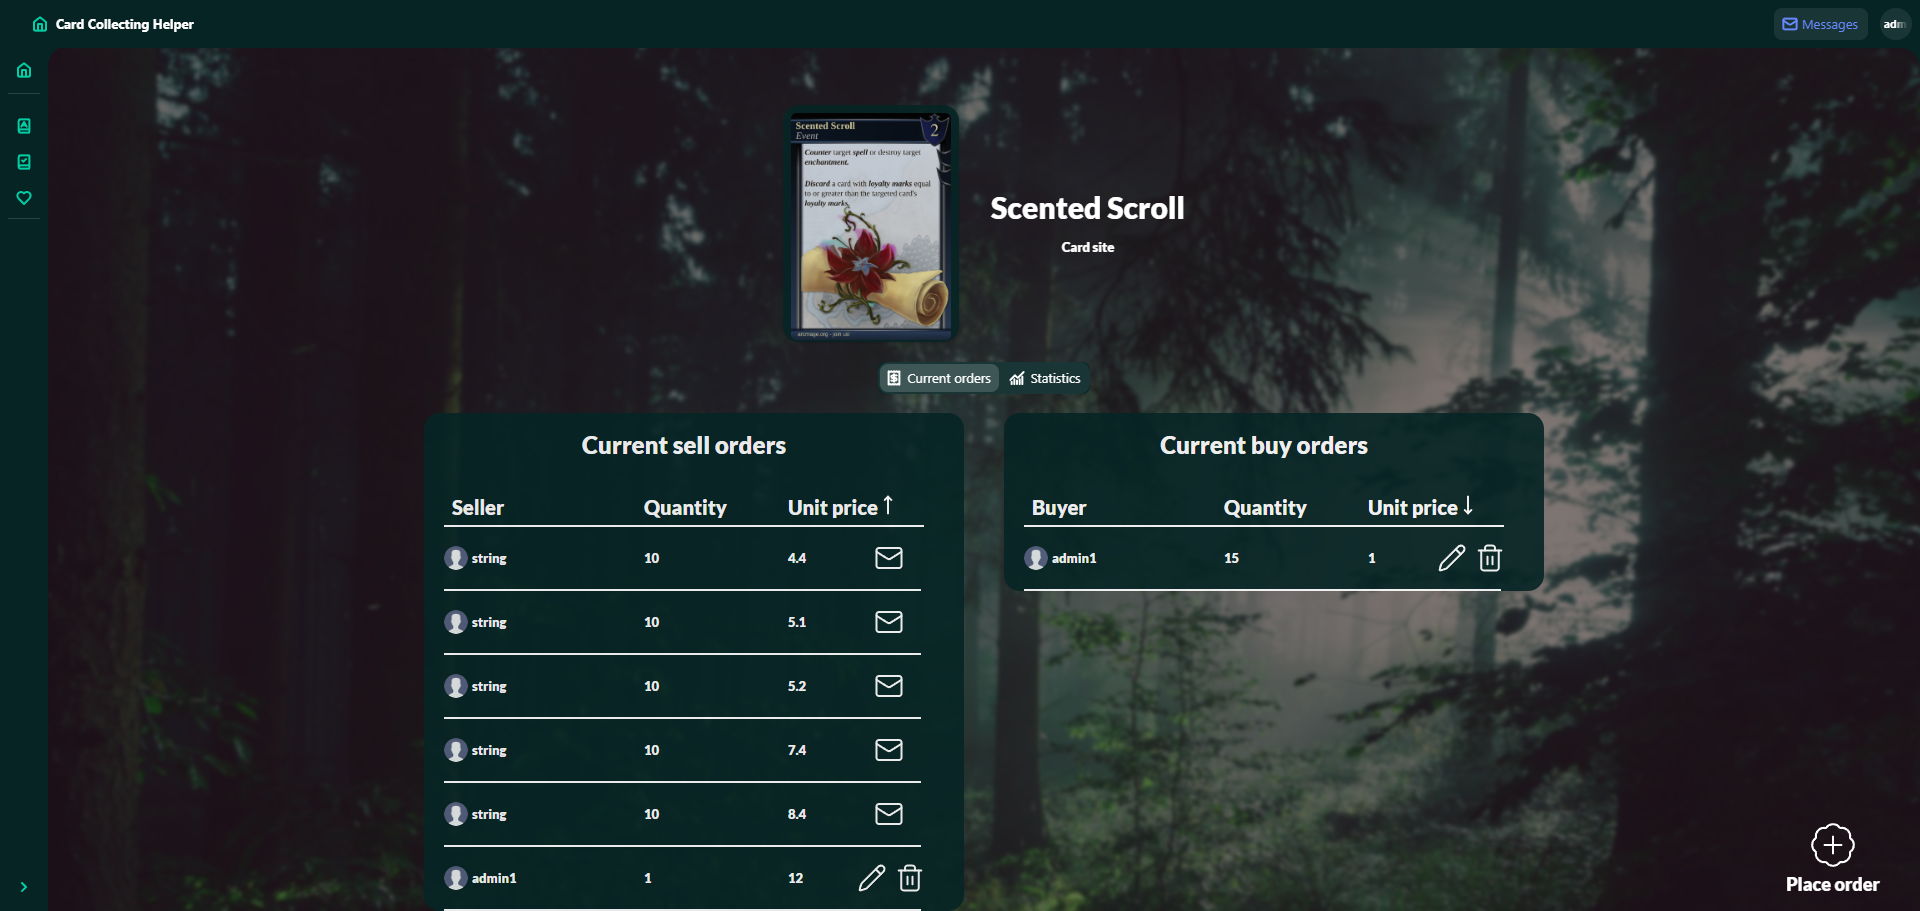 Card Collecting Helper
Messages
adm
Scented Scroll
Event
2
Counter target spell or destroy target
enchantment.
Discard a card with loyalty marks equal
to or greater than the targeted card's
loyalty marks.
Scented Scroll
Card site
Current orders
Statistics
Current sell orders
Seller Quantity Unit price ↑
string 10 4.4
string 10 5.1
string 10 5.2
string 10 7.4
string 10 8.4
admin1 1 12
Current buy orders
Buyer Quantity Unit price ↓
admin1 15 1
Place order